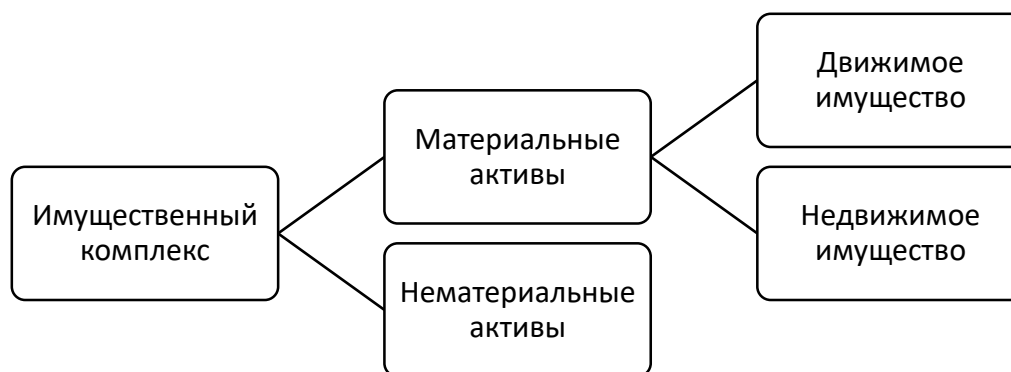 Имущественный
комплекс
Материальные
активы
Нематериальные
активы
Движимое
имущество
Недвижимое
имущество